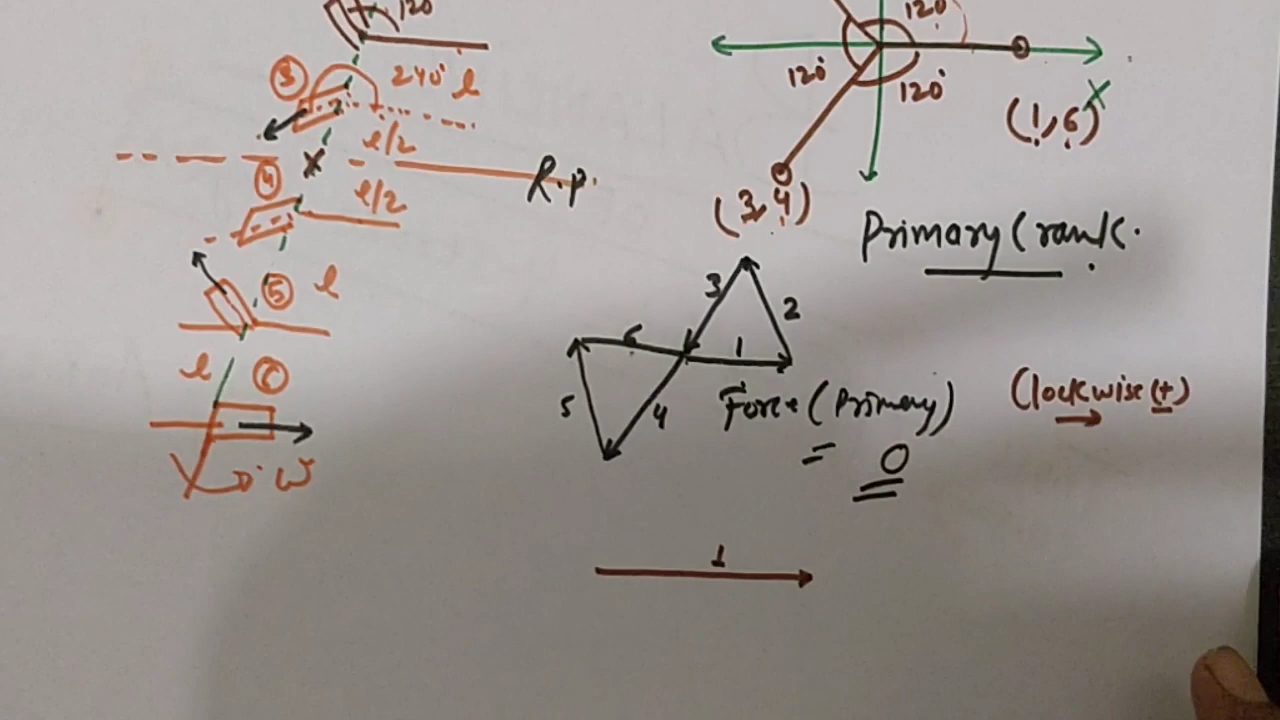 120
③ 240° l
l/2
R.P.
④ l/2
⑤ l
l ⑥
ω
120
120° 120°
X
(1,6)
(3,4)
Primary Crank.
3 2
6 1
5 4
Force (Primary)
= 0
Clockwise (+)
1